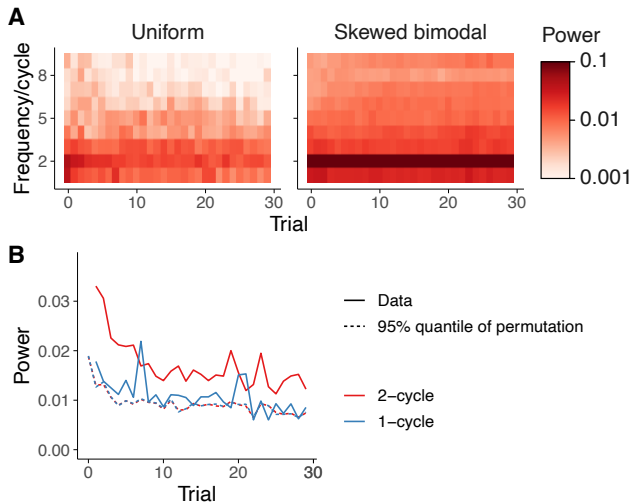 A
Uniform
Skewed bimodal
Power
Frequency/cycle
8
5
2
0.1
0.01
0.001
0 10 20 30
0 10 20 30
Trial
B
Power
0.03
0.02
0.01
0.00
0 10 20 30 30
Trial
Data
95% quantile of permutation
2−cycle
1−cycle